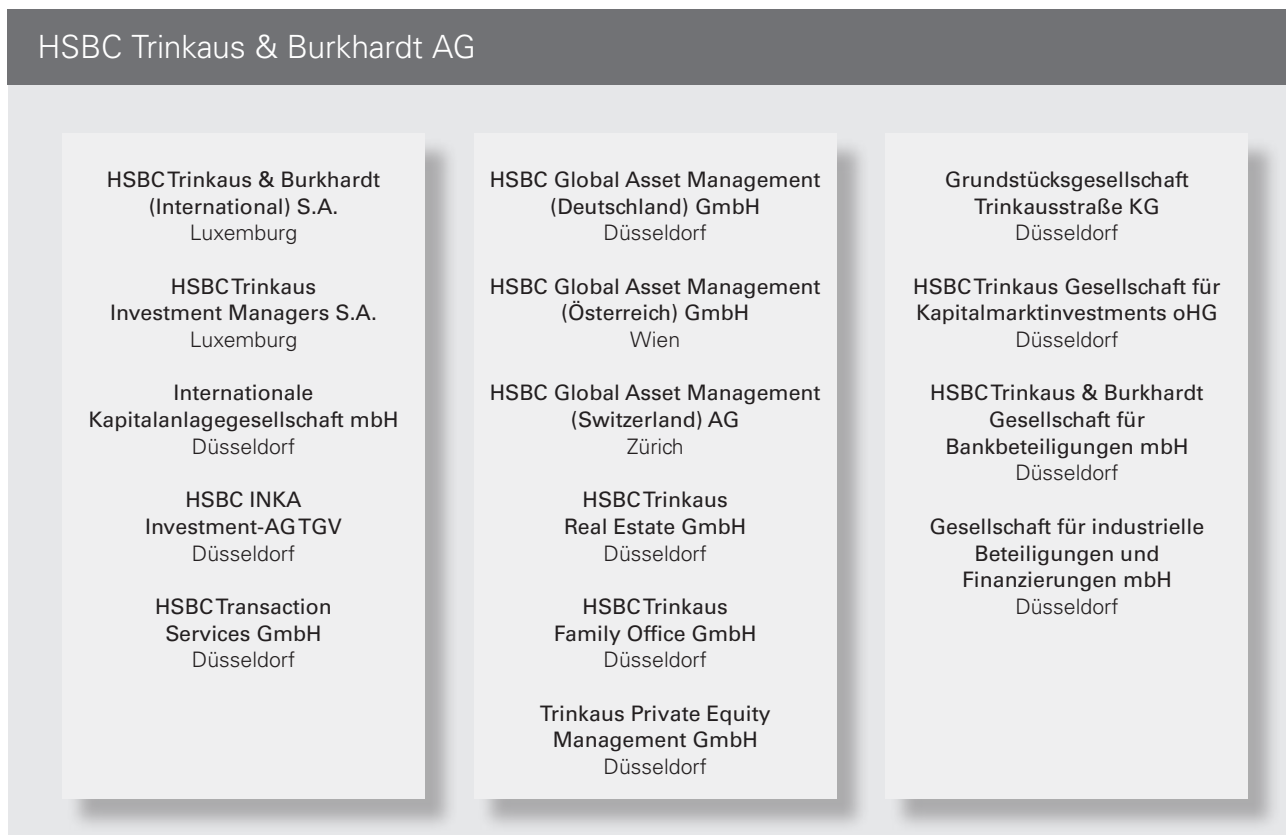 HSBC Trinkaus & Burkhardt AG
HSBC Trinkaus & Burkhardt
(International) S.A.
Luxemburg
HSBC Trinkaus
Investment Managers S.A.
Luxemburg
Internationale
Kapitalanlagegesellschaft mbH
Düsseldorf
HSBC INKA
Investment-AG TGV
Düsseldorf
HSBC Transaction
Services GmbH
Düsseldorf
HSBC Global Asset Management
(Deutschland) GmbH
Düsseldorf
HSBC Global Asset Management
(Österreich) GmbH
Wien
HSBC Global Asset Management
(Switzerland) AG
Zürich
HSBC Trinkaus
Real Estate GmbH
Düsseldorf
HSBC Trinkaus
Family Office GmbH
Düsseldorf
Trinkaus Private Equity
Management GmbH
Düsseldorf
Grundstücksgesellschaft
Trinkausstraße KG
Düsseldorf
HSBC Trinkaus Gesellschaft für
Kapitalmarktinvestments oHG
Düsseldorf
HSBC Trinkaus & Burkhardt
Gesellschaft für
Bankbeteiligungen mbH
Düsseldorf
Gesellschaft für industrielle
Beteiligungen und
Finanzierungen mbH
Düsseldorf